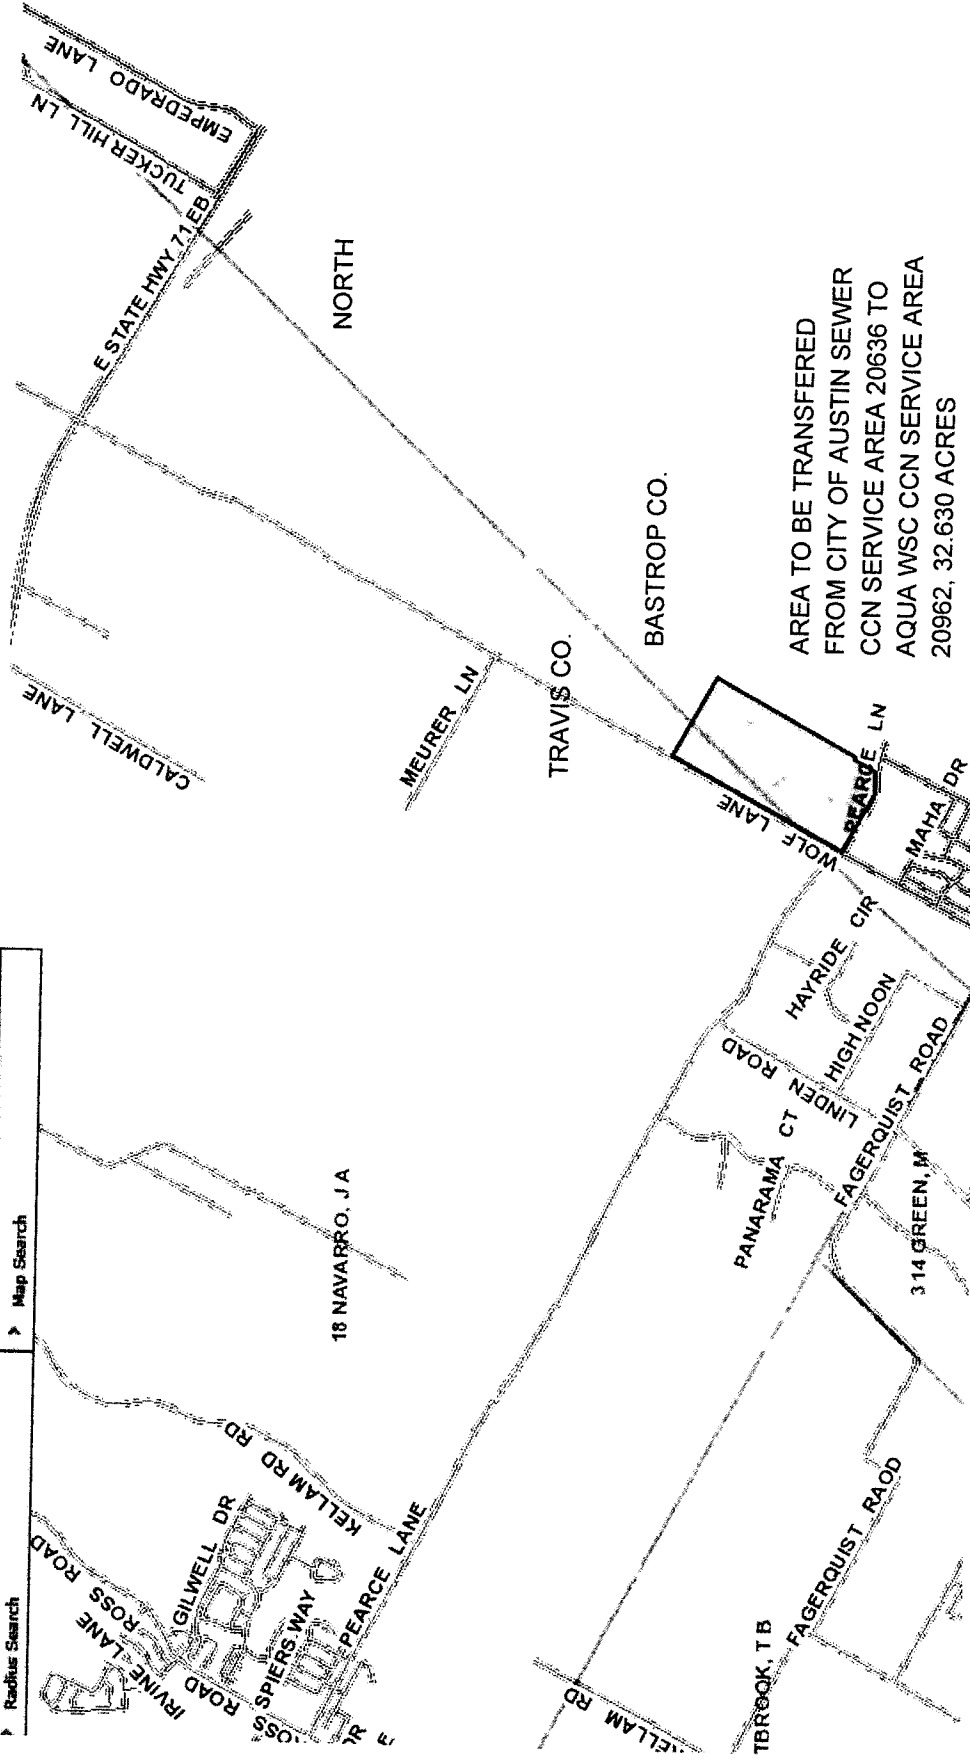 Radius Search
Map Search
EMPEDRADO LANE
TUCKER HILL LN
E STATE HWY 71 EB
NORTH
CALDWELL LANE
MEURER LN
TRAVIS CO.
BASTROP CO.
AREA TO BE TRANSFERED
FROM CITY OF AUSTIN SEWER
CCN SERVICE AREA 20636 TO
AQUA WSC CCN SERVICE AREA
20962, 32.630 ACRES
WOLF LANE
PEARCE LN
MAHA DR
HAYRIDE CIR
HIGH NOON
LINDEN ROAD
PANARAMA CT
FAGERQUIST ROAD
314 GREEN, M
18 NAVARRO, J A
KELLAM RD RD
ROSS ROAD
GILWELL DR
IRVINE LANE
ROSS ROAD
SPIERS WAY
PEARCE LANE
DR
KELLAM RD
FAGERQUIST RAOD
TBROOK, T B